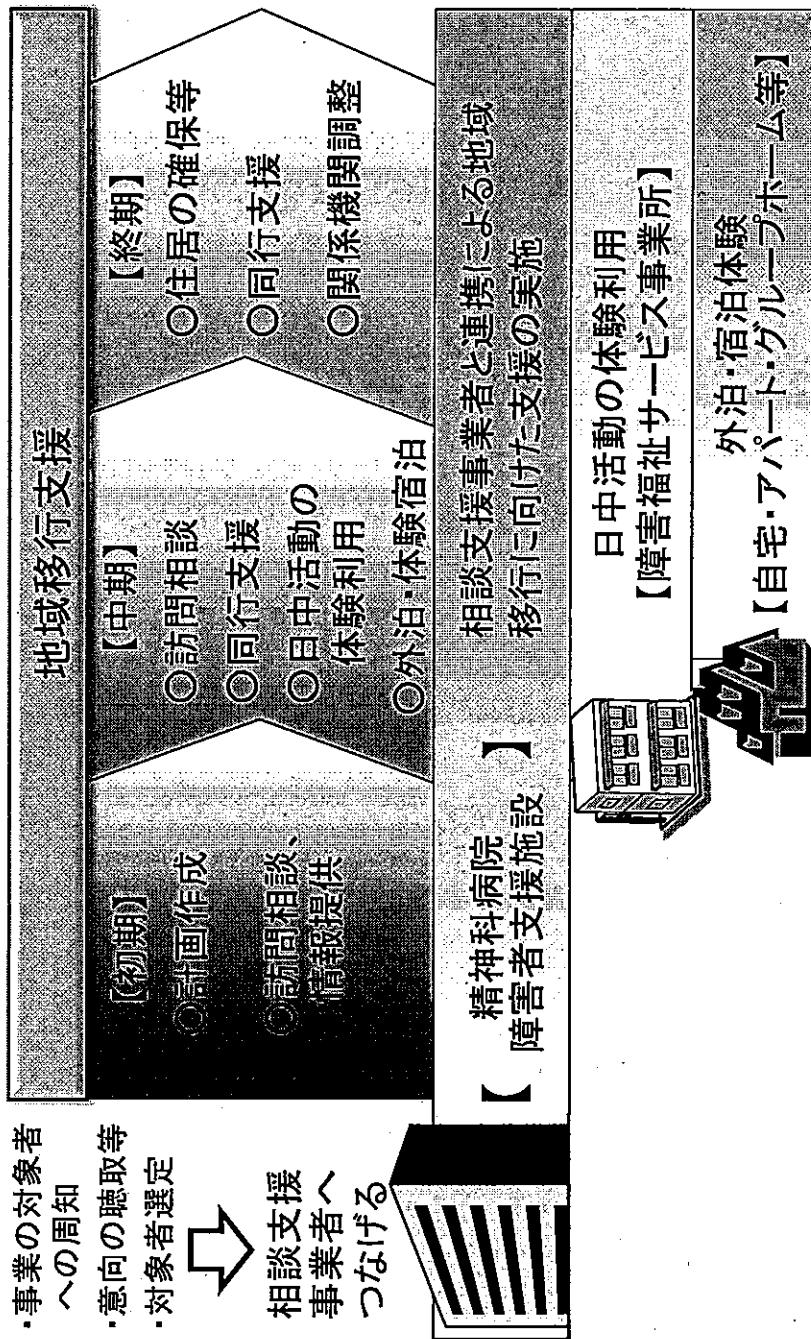 ・事業の対象者
への周知
・意向の聴取等
・対象者選定
相談支援
事業者へ
つなげる
地域移行支援
【初期】
○計画作成
○訪問相談、
情報提供
【中期】
○訪問相談
○同行支援
○日中活動の
体験利用
○外泊・体験宿泊
【終期】
○住居の確保等
○同行支援
○関係機関調整
【精神科病院
障害者支援施設】
相談支援事業者と連携による地域
移行に向けた支援の実施
日中活動の体験利用
【障害福祉サービス事業所】
外泊・宿泊体験
【自宅・アパート・グループホーム等】